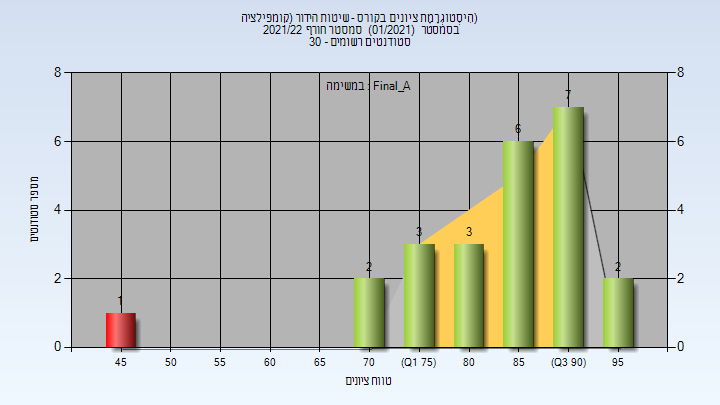 (היסטוגרמת ציונים בקורס - שיטות הידור (קומפילציה
בסמסטר (01/2021) סמסטר חורף 2021/22
סטודנטים רשומים - 30
במשימה : Final_A
8 8
7
6 6 6
מספר סטודנטים
4 4
3 3
2 2 2 2
1
0 0
45 50 55 60 65 70 (Q1 75) 80 85 (Q3 90) 95
טווח ציונים